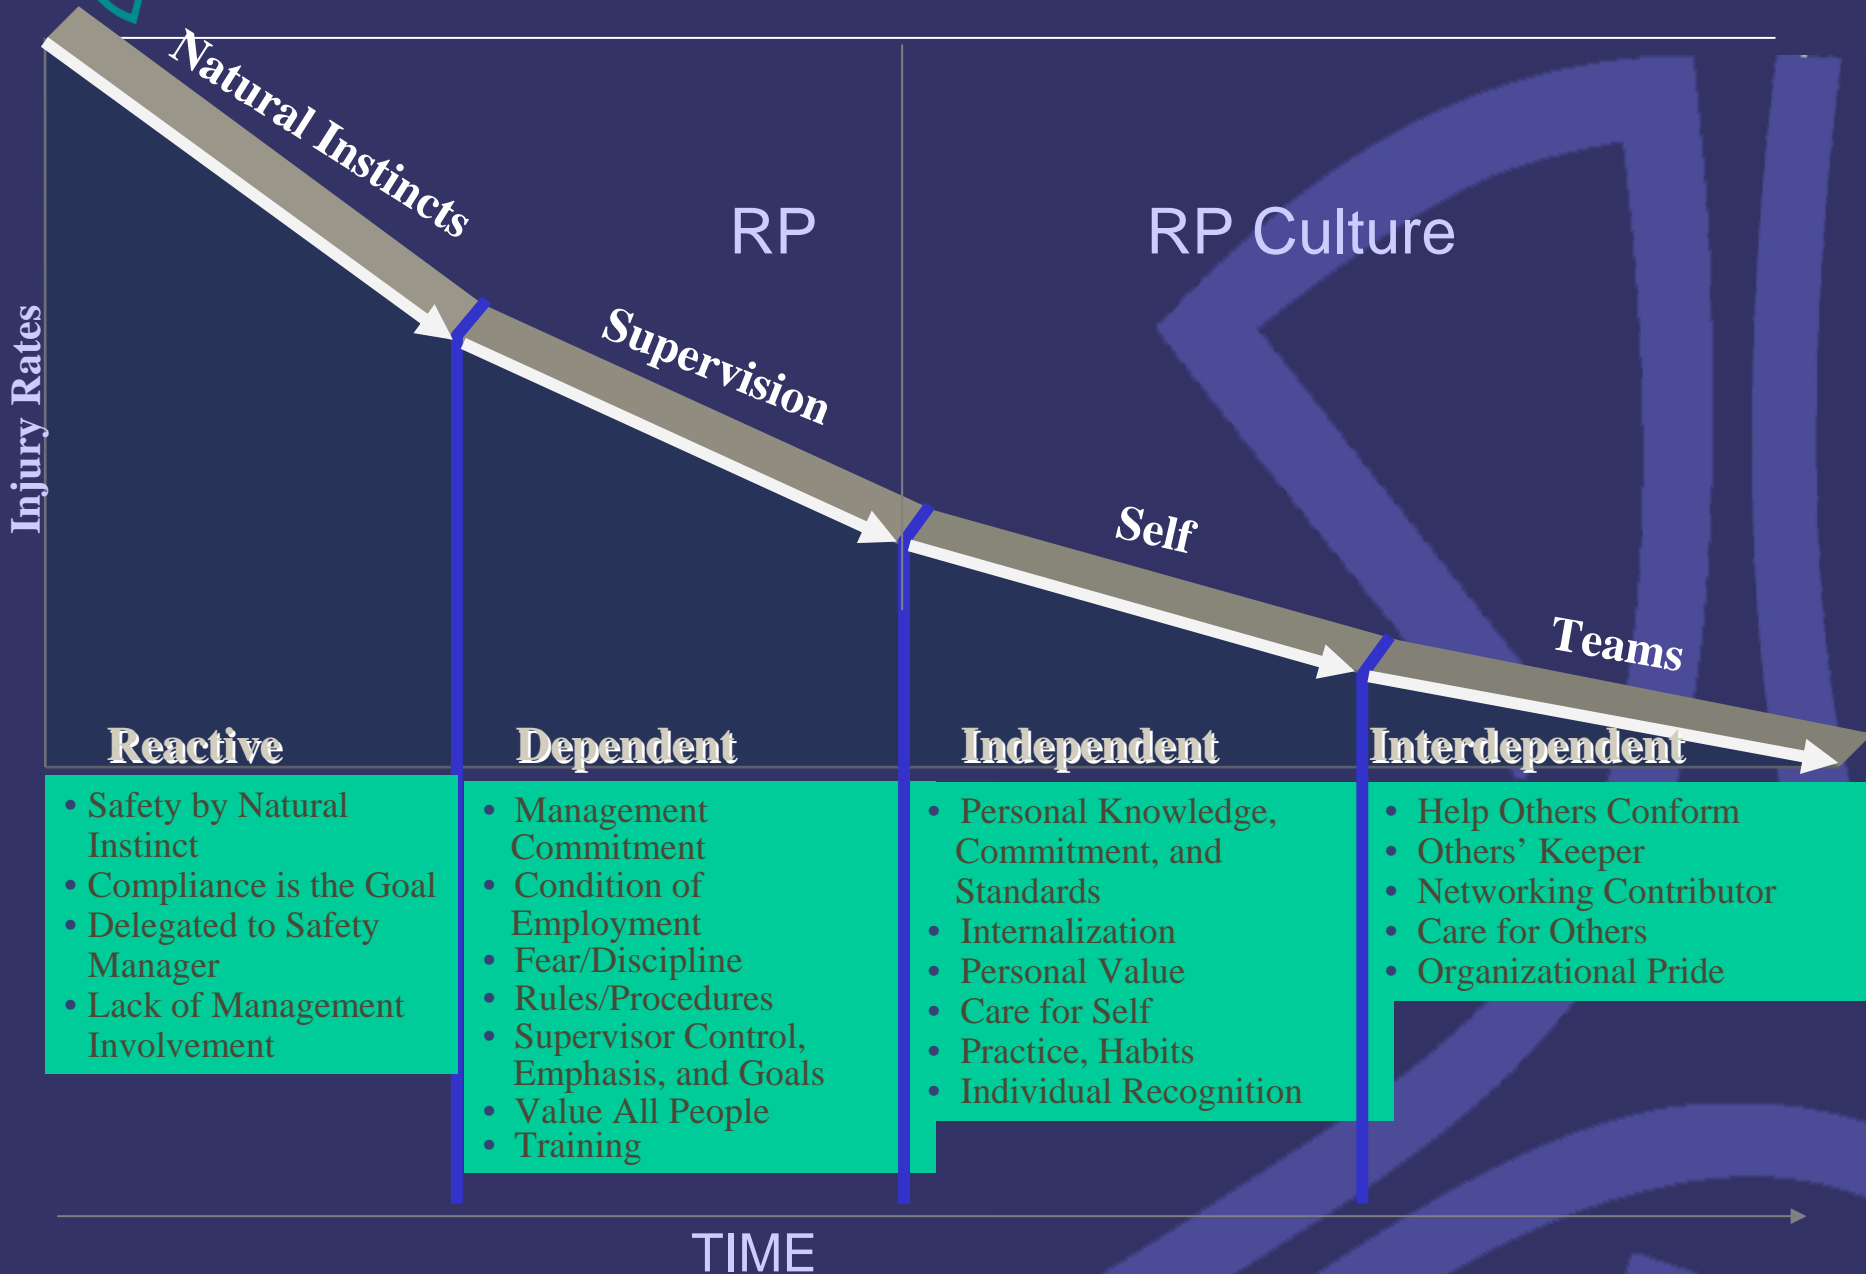 Natural Instincts
RP
RP Culture
Supervision
Injury Rates
Self
Teams
Reactive
Dependent
Independent
Interdependent
• Safety by Natural
Instinct
• Compliance is the Goal
• Delegated to Safety
Manager
• Lack of Management
Involvement
• Management
Commitment
• Condition of
Employment
• Fear/Discipline
• Rules/Procedures
• Supervisor Control,
Emphasis, and Goals
• Value All People
• Training
• Personal Knowledge,
Commitment, and
Standards
• Internalization
• Personal Value
• Care for Self
• Practice, Habits
• Individual Recognition
• Help Others Conform
• Others’ Keeper
• Networking Contributor
• Care for Others
• Organizational Pride
TIME